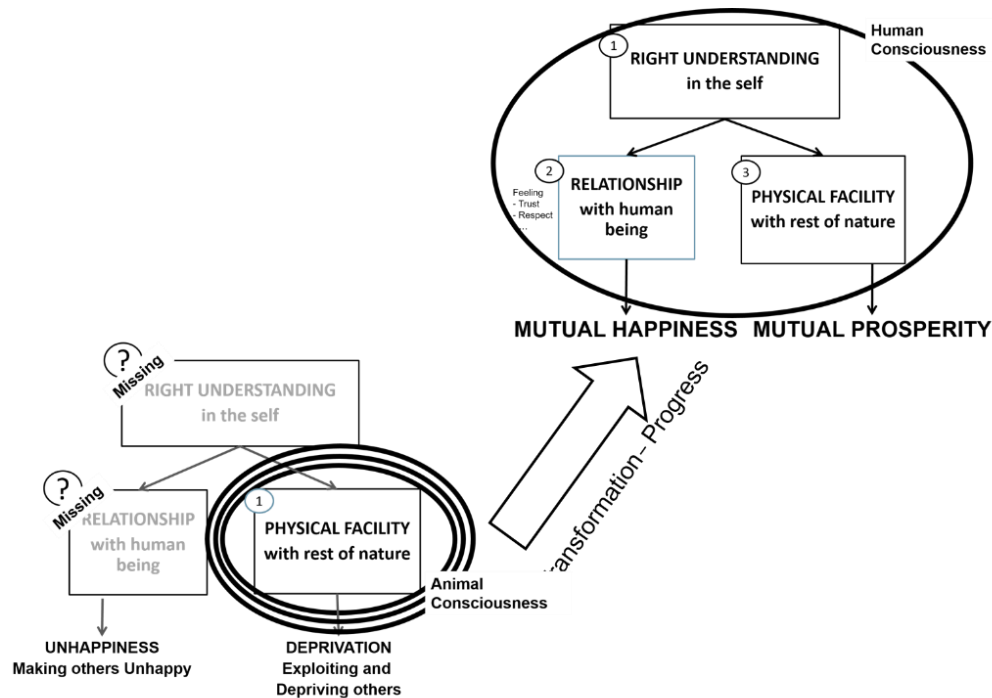 Human
Consciousness
1
RIGHT UNDERSTANDING
in the self
2
RELATIONSHIP
with human
being
Feeling
- Trust
- Respect
3
PHYSICAL FACILITY
with rest of nature
MUTUAL HAPPINESS
MUTUAL PROSPERITY
?
Missing
RIGHT UNDERSTANDING
in the self
?
Missing
RELATIONSHIP
with human
being
1
PHYSICAL FACILITY
with rest of nature
Animal
Consciousness
ransformation– Progress
UNHAPPINESS
Making others Unhappy
DEPRIVATION
Exploiting and
Depriving others